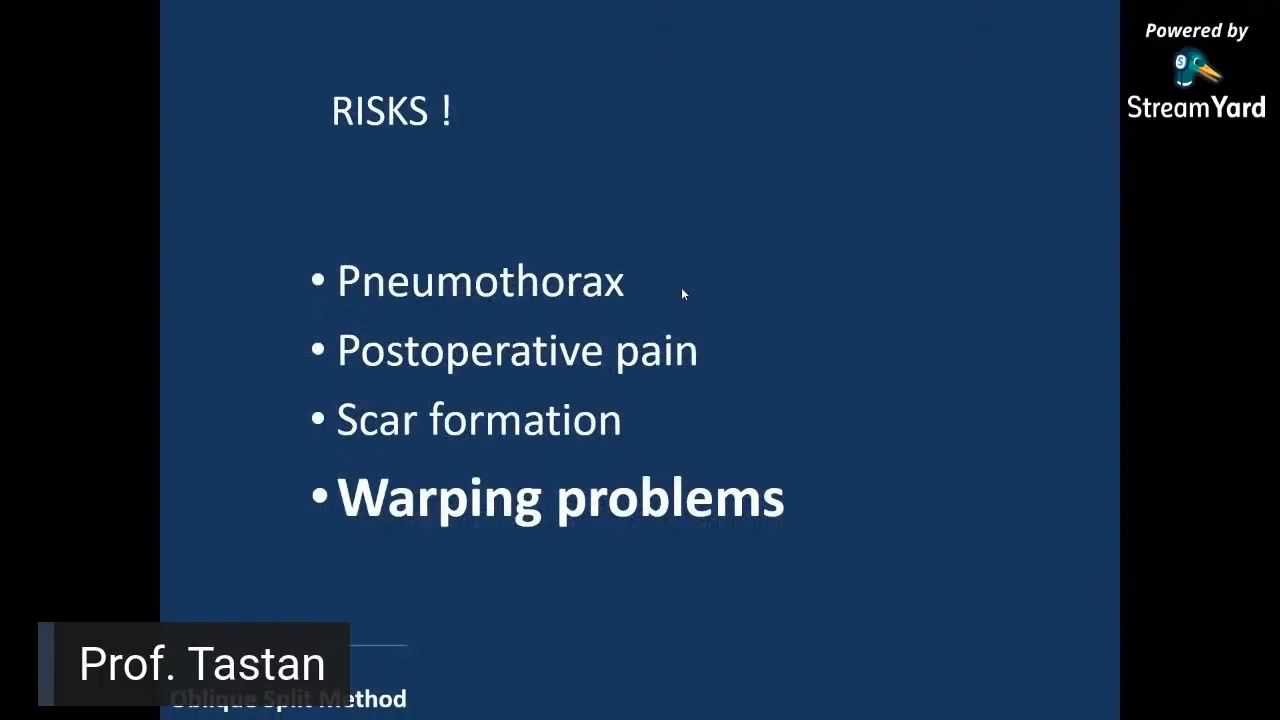 Powered by
StreamYard
RISKS !
• Pneumothorax
• Postoperative pain
• Scar formation
• Warping problems
Prof. Tastan
Oblique Split Method